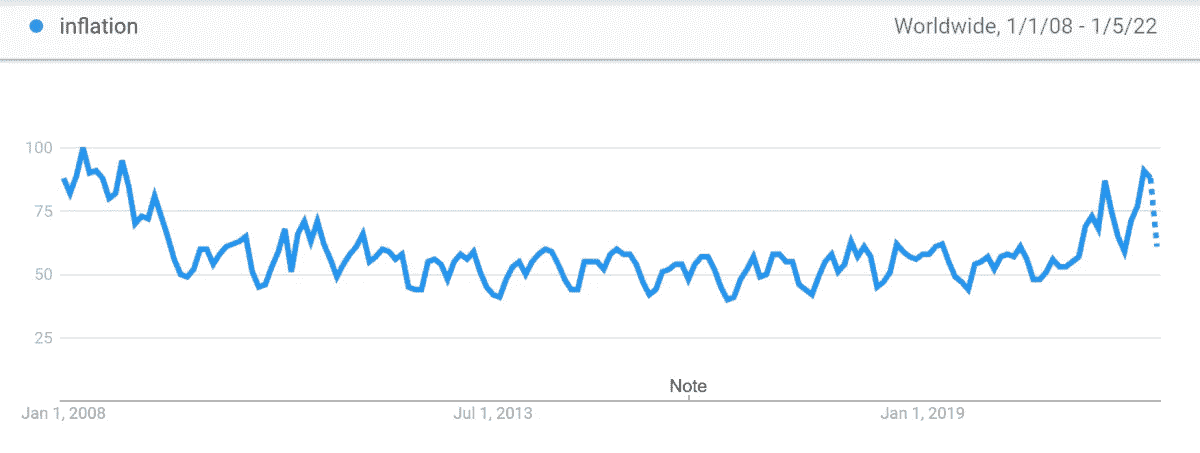 inflation
Worldwide, 1/1/08 - 1/5/22
100
75
50
25
Note
Jan 1, 2008
Jul 1, 2013
Jan 1, 2019